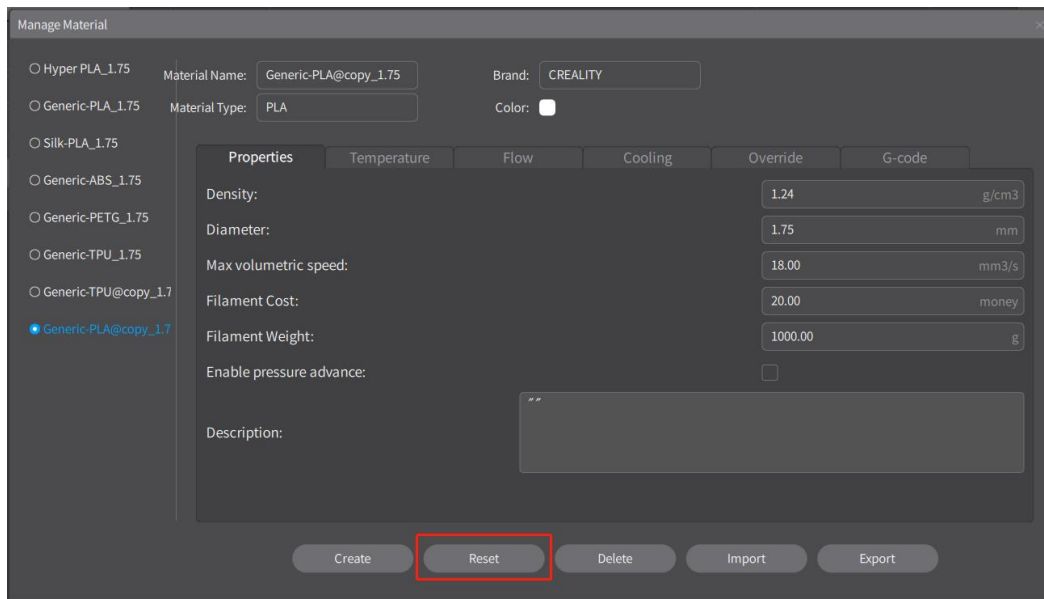 Manage Material
Hyper PLA_1.75
Generic-PLA_1.75
Silk-PLA_1.75
Generic-ABS_1.75
Generic-PETG_1.75
Generic-TPU_1.75
Generic-TPU@copy_1.7
Generic-PLA@copy_1.7
Material Name: Generic-PLA@copy_1.75 Brand: CREALITY
Material Type: PLA Color:
Properties Temperature Flow Cooling Override G-code
Density: 1.24 g/cm3
Diameter: 1.75 mm
Max volumetric speed: 18.00 mm3/s
Filament Cost: 20.00 money
Filament Weight: 1000.00 g
Enable pressure advance:
Description: ""
Create Reset Delete Import Export